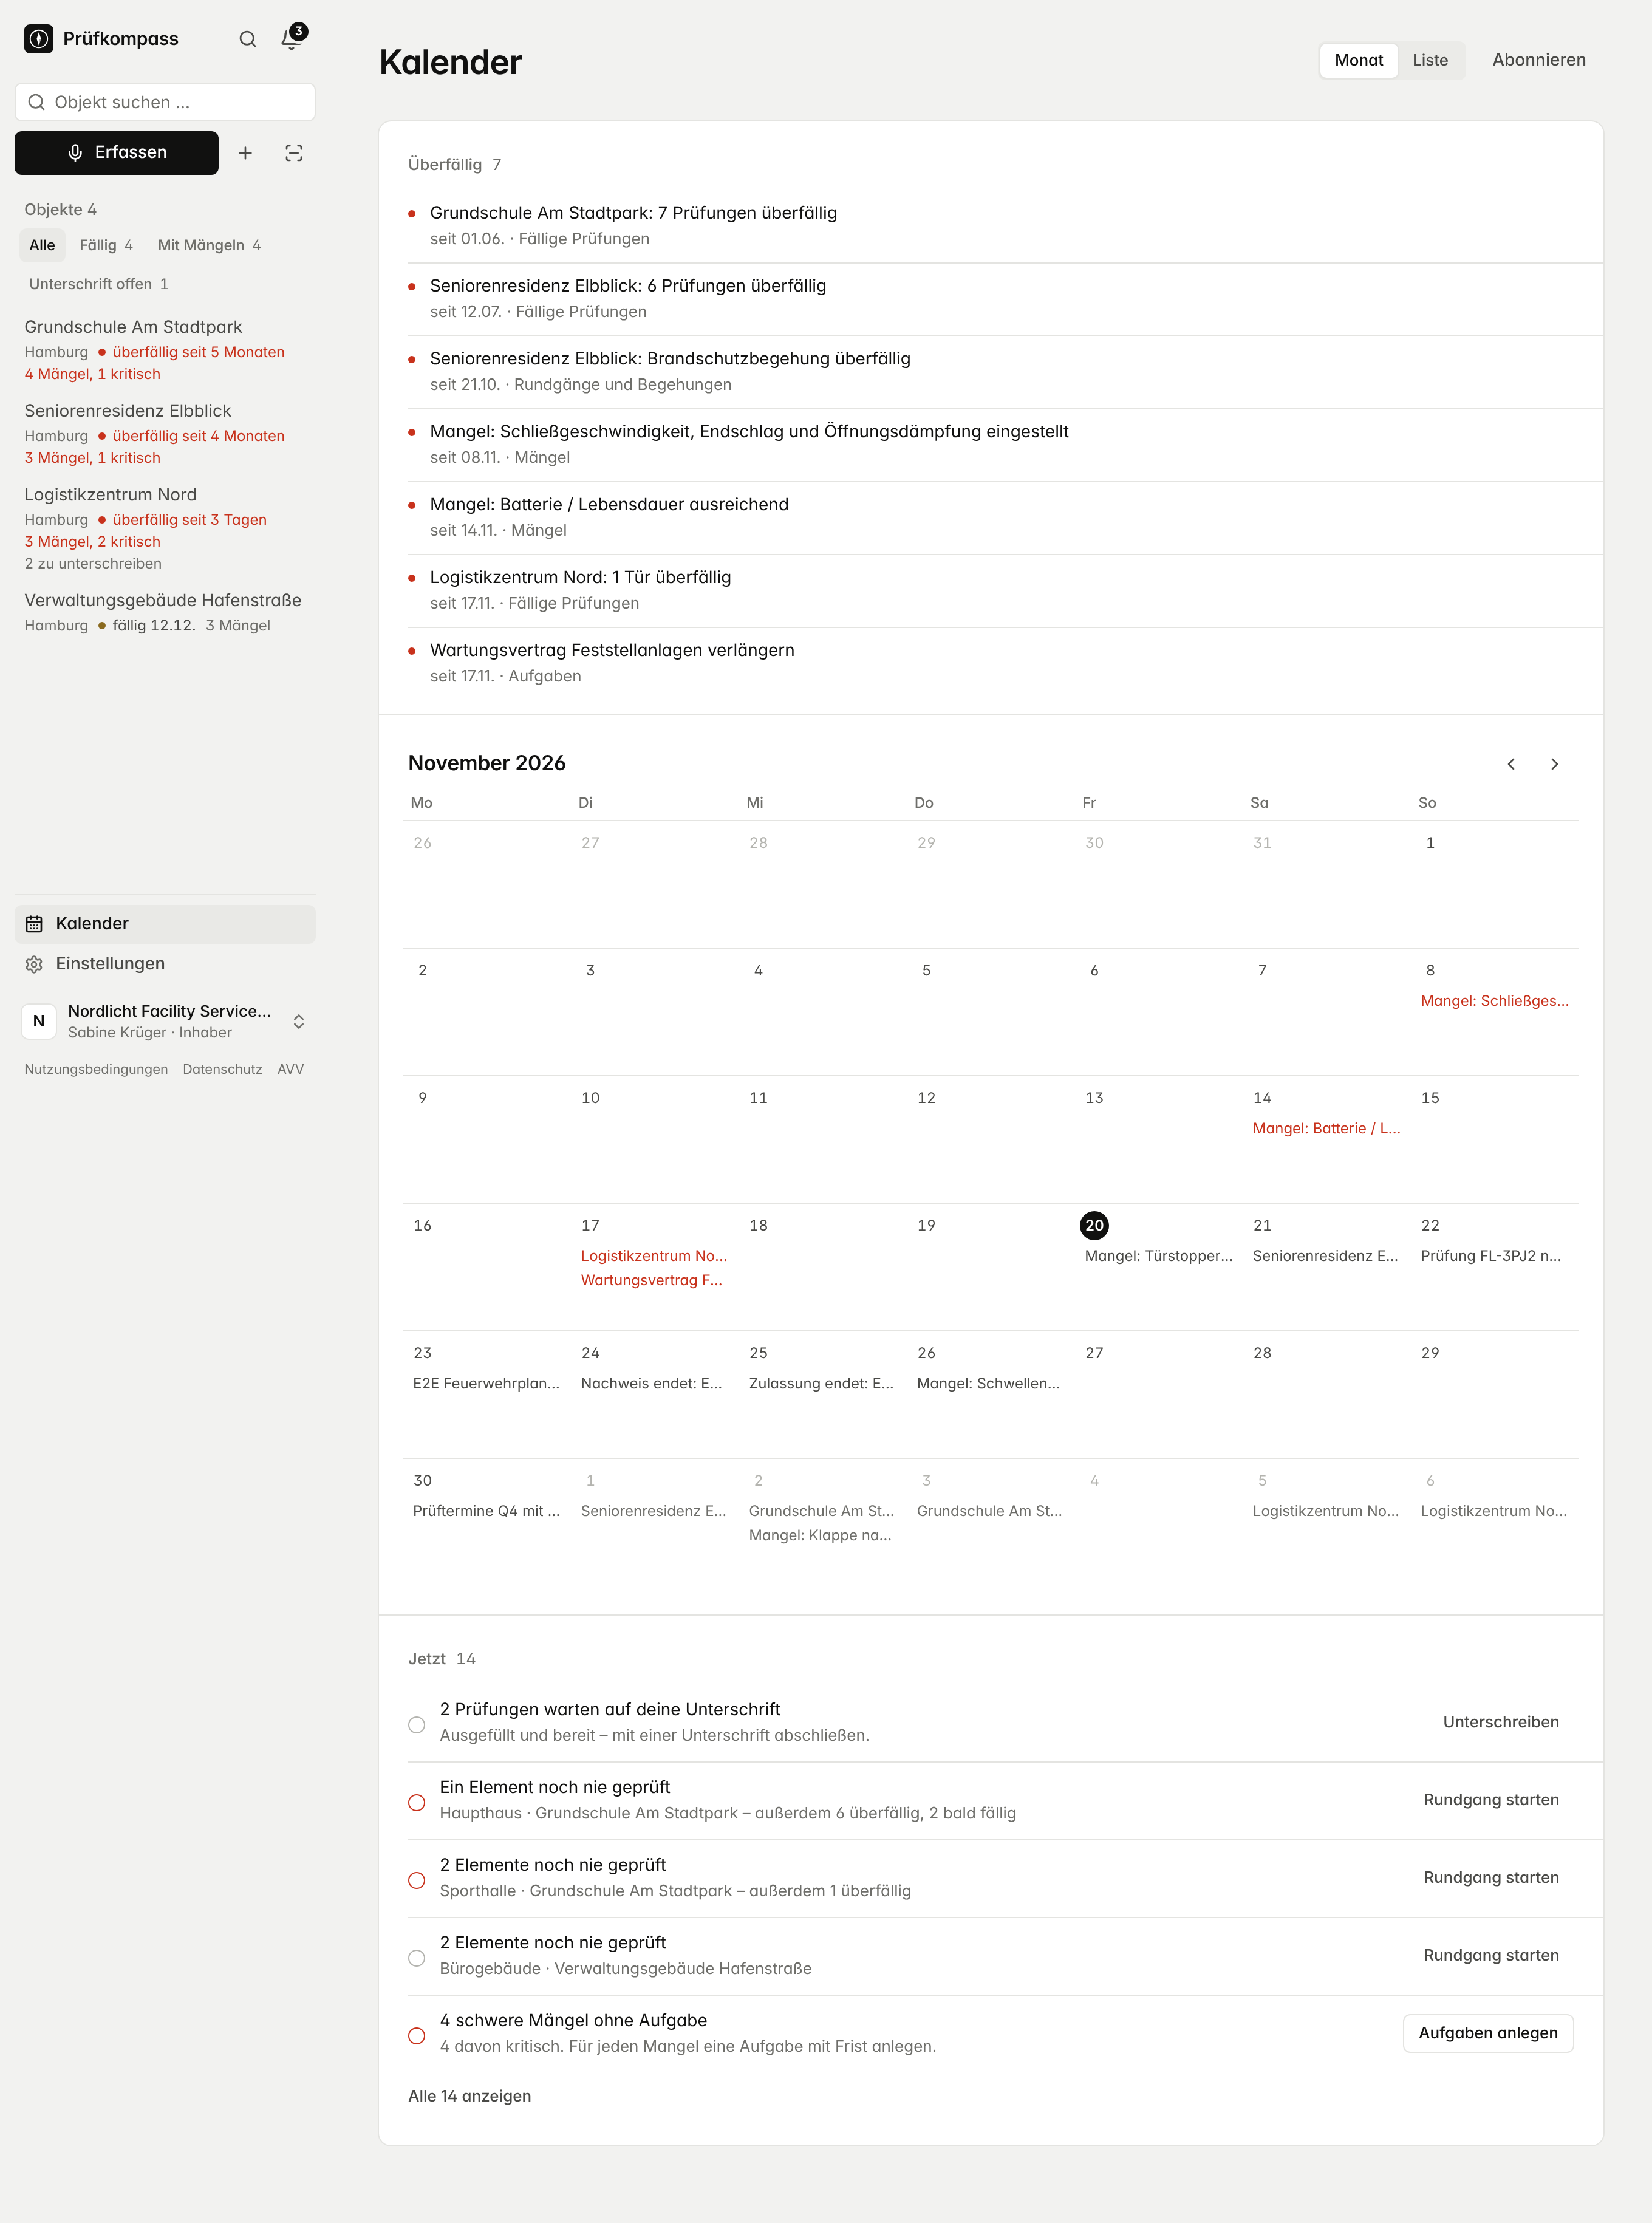 Prüfkompass
3
Objekt suchen ...
Erfassen
Objekte 4
Alle Fällig 4 Mit Mängeln 4
Unterschrift offen 1
Grundschule Am Stadtpark
Hamburg überfällig seit 5 Monaten
4 Mängel, 1 kritisch
Seniorenresidenz Elbblick
Hamburg überfällig seit 4 Monaten
3 Mängel, 1 kritisch
Logistikzentrum Nord
Hamburg überfällig seit 3 Tagen
3 Mängel, 2 kritisch
2 zu unterschreiben
Verwaltungsgebäude Hafenstraße
Hamburg fällig 12.12. 3 Mängel
Kalender
Einstellungen
N
Nordlicht Facility Service...
Sabine Krüger · Inhaber
Nutzungsbedingungen Datenschutz AVV
Kalender
Monat Liste Abonnieren
Überfällig 7
Grundschule Am Stadtpark: 7 Prüfungen überfällig
seit 01.06. · Fällige Prüfungen
Seniorenresidenz Elbblick: 6 Prüfungen überfällig
seit 12.07. · Fällige Prüfungen
Seniorenresidenz Elbblick: Brandschutzbegehung überfällig
seit 21.10. · Rundgänge und Begehungen
Mangel: Schließgeschwindigkeit, Endschlag und Öffnungsdämpfung eingestellt
seit 08.11. · Mängel
Mangel: Batterie / Lebensdauer ausreichend
seit 14.11. · Mängel
Logistikzentrum Nord: 1 Tür überfällig
seit 17.11. · Fällige Prüfungen
Wartungsvertrag Feststellanlagen verlängern
seit 17.11. · Aufgaben
November 2026
Mo Di Mi Do Fr Sa So
26 27 28 29 30 31 1
2 3 4 5 6 7 8
Mangel: Schließges...
9 10 11 12 13 14 15
Mangel: Batterie / L...
16 17 18 19 20 21 22
Logistikzentrum No... Mangel: Türstopper... Seniorenresidenz E... Prüfung FL-3PJ2 n...
Wartungsvertrag F...
23 24 25 26 27 28 29
E2E Feuerwehrplan... Nachweis endet: E... Zulassung endet: E... Mangel: Schwellen...
30 1 2 3 4 5 6
Prüftermine Q4 mit ... Seniorenresidenz E... Grundschule Am St... Grundschule Am St... Logistikzentrum No... Logistikzentrum No...
Mangel: Klappe na...
Jetzt 14
2 Prüfungen warten auf deine Unterschrift
Ausgefüllt und bereit – mit einer Unterschrift abschließen.
Unterschreiben
Ein Element noch nie geprüft
Haupthaus · Grundschule Am Stadtpark – außerdem 6 überfällig, 2 bald fällig
Rundgang starten
2 Elemente noch nie geprüft
Sporthalle · Grundschule Am Stadtpark – außerdem 1 überfällig
Rundgang starten
2 Elemente noch nie geprüft
Bürogebäude · Verwaltungsgebäude Hafenstraße
Rundgang starten
4 schwere Mängel ohne Aufgabe
4 davon kritisch. Für jeden Mangel eine Aufgabe mit Frist anlegen.
Aufgaben anlegen
Alle 14 anzeigen